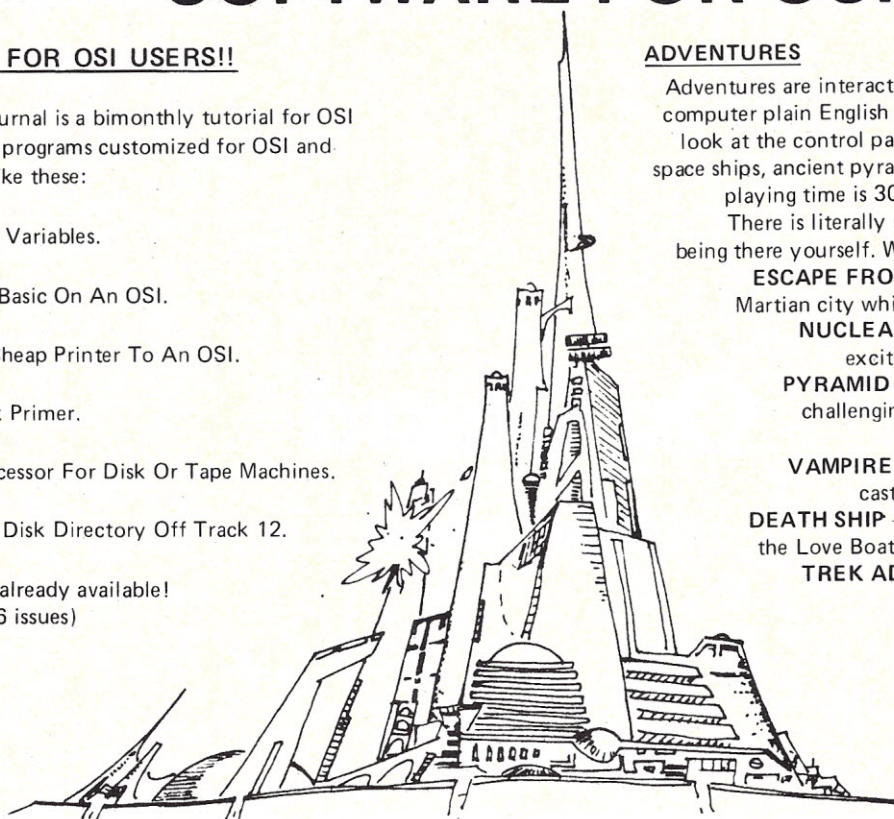 FOR OSI USERS!!
urnal is a bimonthly tutorial for OSI
programs customized for OSI and
ke these:
Variables.
Basic On An OSI.
heap Printer To An OSI.
Primer.
cessor For Disk Or Tape Machines.
Disk Directory Off Track 12.
already available!
6 issues)
ADVENTURES
Adventures are interact
computer plain English
look at the control pa
space ships, ancient pyra
playing time is 30
There is literally
being there yourself. W
ESCAPE FRO
Martian city whi
NUCLEA
excit
PYRAMID
challengin
VAMPIRE
cast
DEATH SHIP
the Love Boat
TREK AD